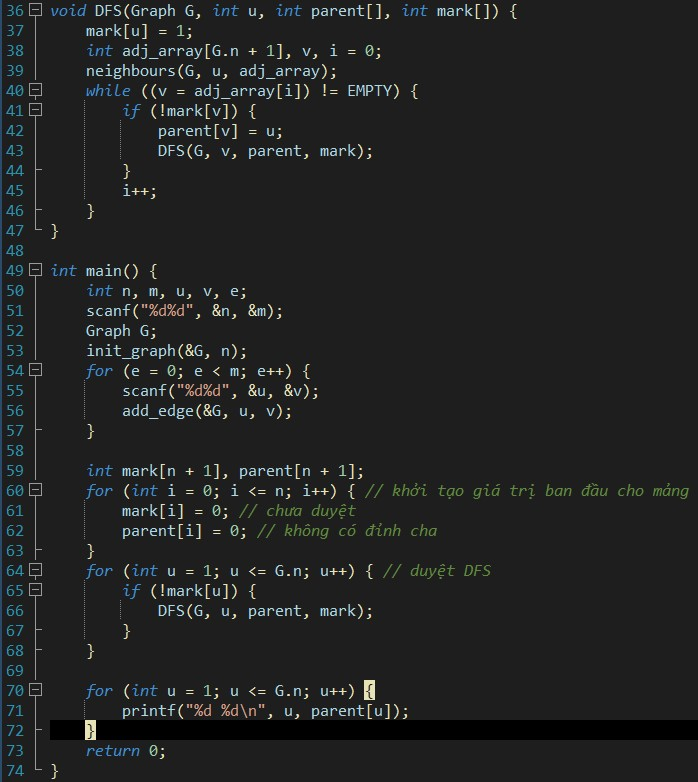 36 void DFS(Graph G, int u, int parent[], int mark[]) {
37     mark[u] = 1;
38     int adj_array[G.n + 1], v, i = 0;
39     neighbours(G, u, adj_array);
40     while ((v = adj_array[i]) != EMPTY) {
41         if (!mark[v]) {
42             parent[v] = u;
43             DFS(G, v, parent, mark);
44         }
45         i++;
46     }
47 }
48
49 int main() {
50     int n, m, u, v, e;
51     scanf("%d%d", &n, &m);
52     Graph G;
53     init_graph(&G, n);
54     for (e = 0; e < m; e++) {
55         scanf("%d%d", &u, &v);
56         add_edge(&G, u, v);
57     }
58
59     int mark[n + 1], parent[n + 1];
60     for (int i = 0; i <= n; i++) { // khởi tạo giá trị ban đầu cho mảng
61         mark[i] = 0; // chưa duyệt
62         parent[i] = 0; // không có đỉnh cha
63     }
64     for (int u = 1; u <= G.n; u++) { // duyệt DFS
65         if (!mark[u]) {
66             DFS(G, u, parent, mark);
67         }
68     }
69
70     for (int u = 1; u <= G.n; u++) {
71         printf("%d %d\n", u, parent[u]);
72     }
73     return 0;
74 }